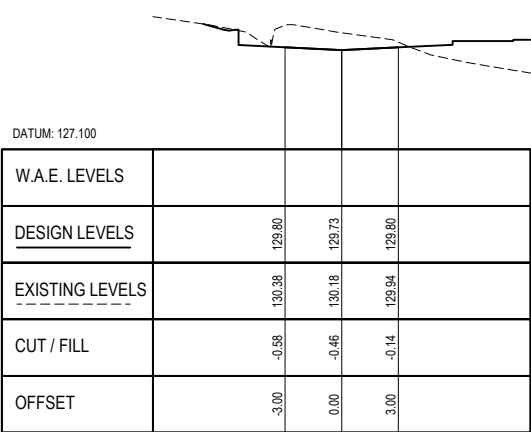 DATUM: 127.100
W.A.E. LEVELS
DESIGN LEVELS 129.80 129.73 129.80
EXISTING LEVELS 130.38 130.18 129.94
CUT / FILL -0.58 -0.46 -0.14
OFFSET -3.00 0.00 3.00